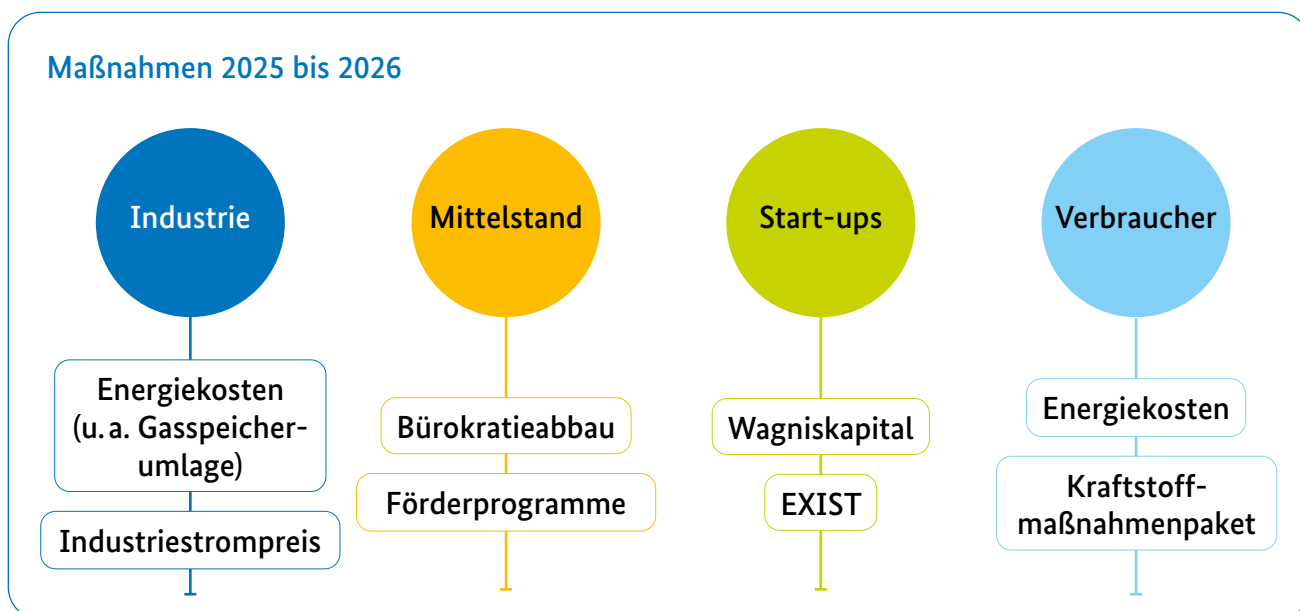 Maßnahmen 2025 bis 2026
Industrie
Energiekosten
(u. a. Gasspeicher-
umlage)
Industriestrompreis
Mittelstand
Bürokratieabbau
Förderprogramme
Start-ups
Wagniskapital
EXIST
Verbraucher
Energiekosten
Kraftstoff-
maßnahmenpaket